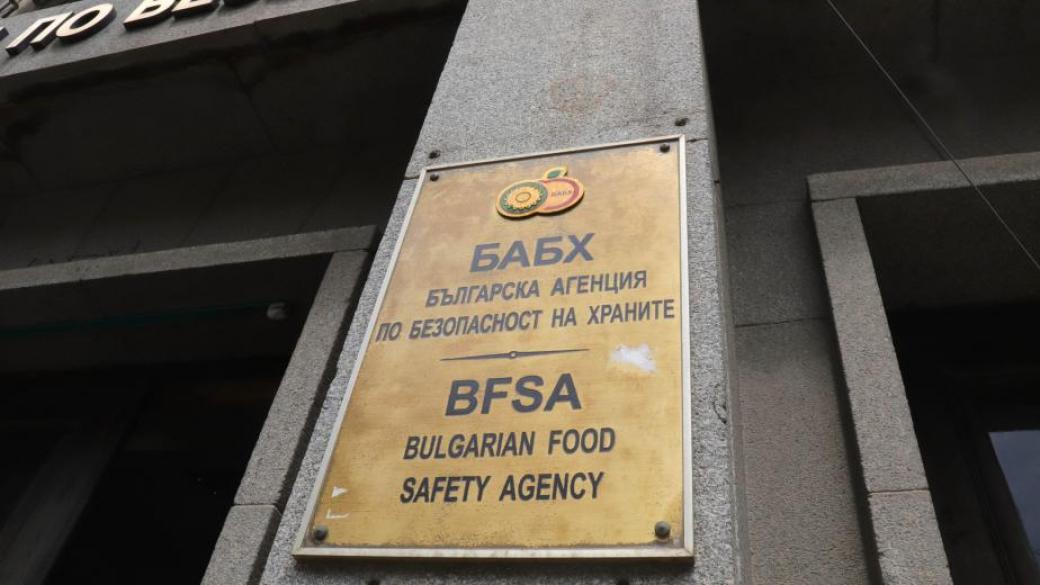 ПО БЕ
БАБХ
БАБХ
БЪЛГАРСКА АГЕНЦИЯ
ПО БЕЗОПАСНОСТ НА ХРАНИТЕ
BFSA
BULGARIAN FOOD
SAFETY AGENCY